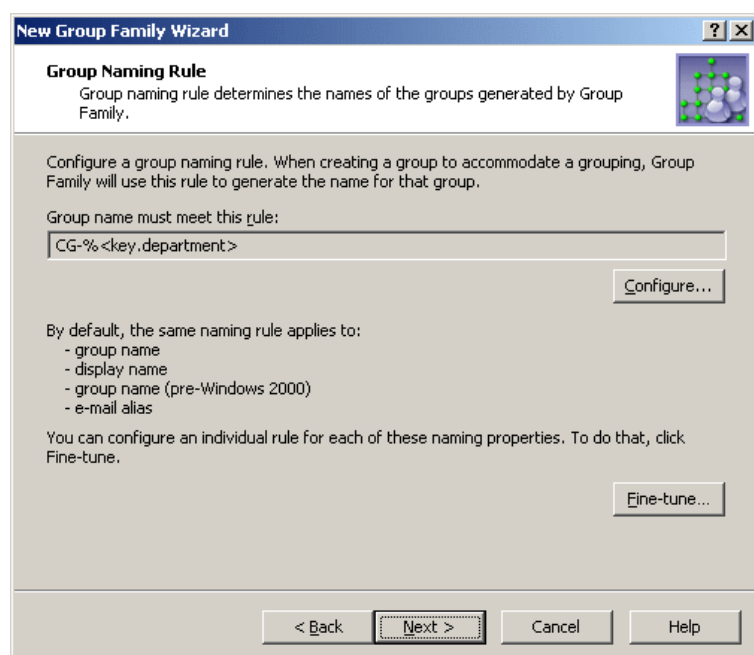 New Group Family Wizard
? X
Group Naming Rule
Group naming rule determines the names of the groups generated by Group
Family.
Configure a group naming rule. When creating a group to accommodate a grouping, Group
Family will use this rule to generate the name for that group.
Group name must meet this rule:
CG-%<key.department>
Configure...
By default, the same naming rule applies to:
- group name
- display name
- group name (pre-Windows 2000)
- e-mail alias
You can configure an individual rule for each of these naming properties. To do that, click
Fine-tune.
Fine-tune...
< Back Next > Cancel Help